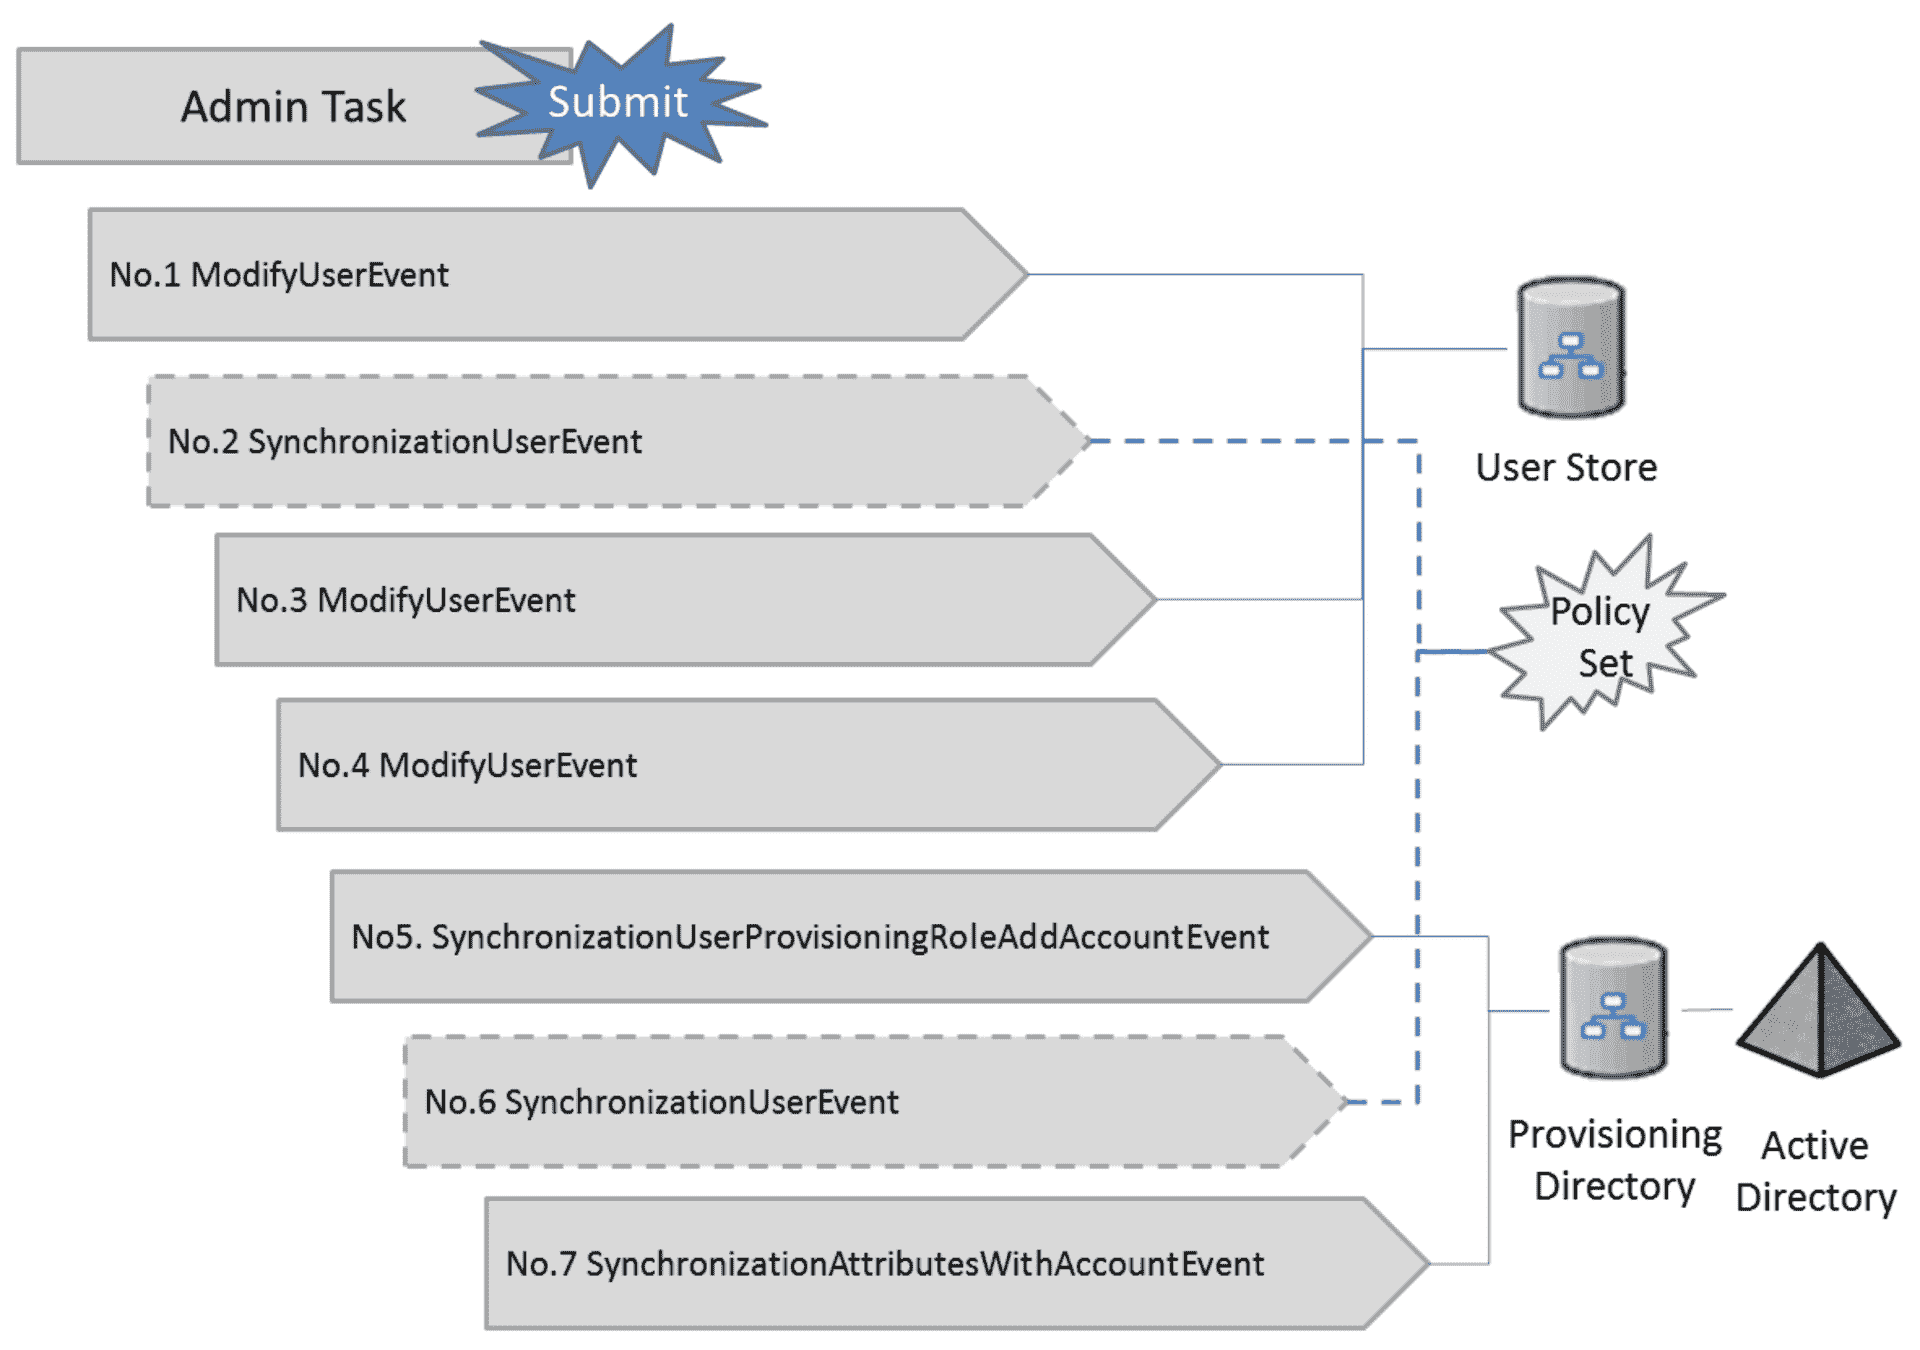 Admin Task
Submit
No.1 ModifyUserEvent
No.2 SynchronizationUserEvent
User Store
No.3 ModifyUserEvent
Policy
Set
No.4 ModifyUserEvent
No5. SynchronizationUserProvisioningRoleAddAccountEvent
No.6 SynchronizationUserEvent
Provisioning
Directory
Active
Directory
No.7 SynchronizationAttributesWithAccountEvent